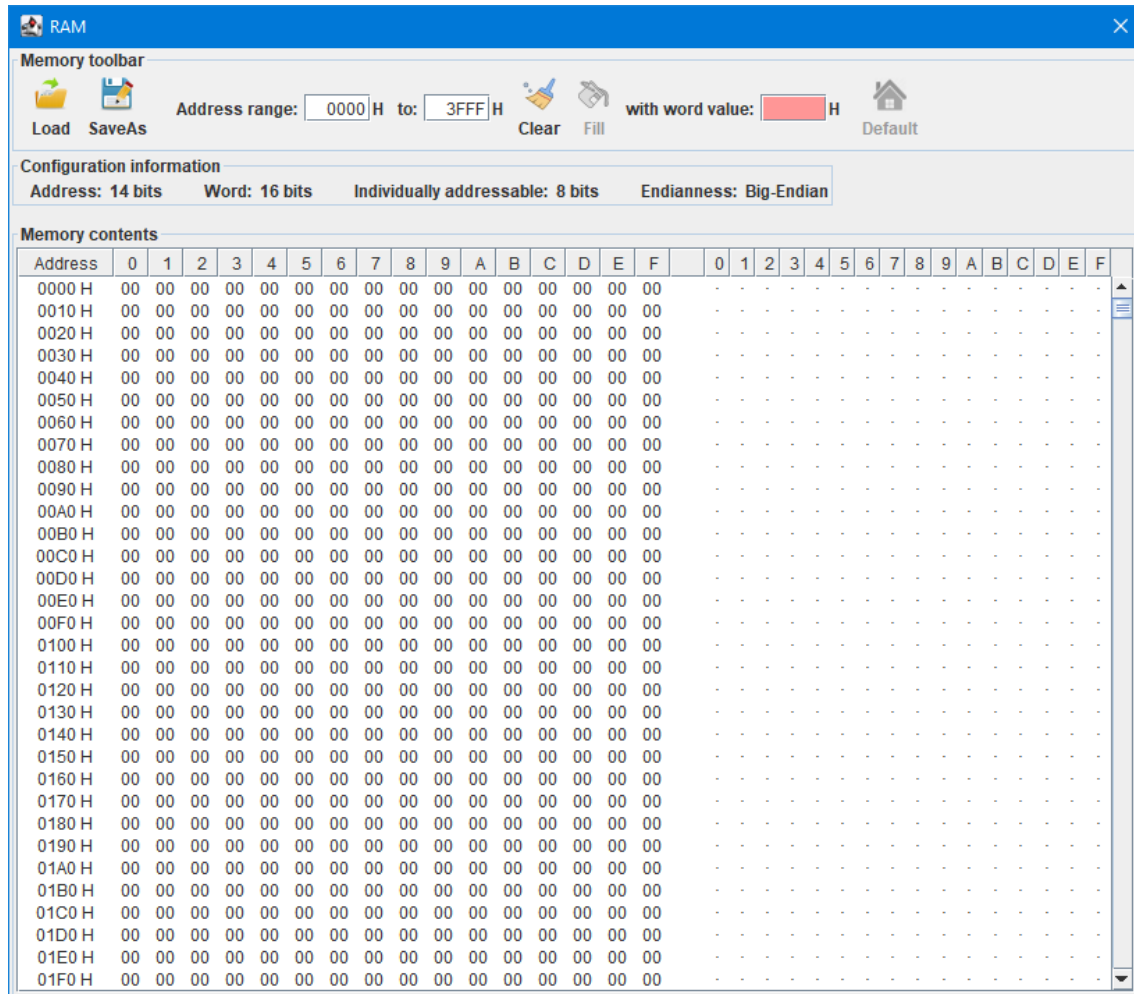 RAM
Memory toolbar
Load SaveAs Address range: 0000 H to: 3FFF H Clear Fill with word value: H Default
Configuration information
Address: 14 bits Word: 16 bits Individually addressable: 8 bits Endianness: Big-Endian
Memory contents
Address 0 1 2 3 4 5 6 7 8 9 A B C D E F 0 1 2 3 4 5 6 7 8 9 A B C D E F
0000 H 00 00 00 00 00 00 00 00 00 00 00 00 00 00 00 00 . . . . . . . . . . . . . . . .
0010 H 00 00 00 00 00 00 00 00 00 00 00 00 00 00 00 00 . . . . . . . . . . . . . . . .
0020 H 00 00 00 00 00 00 00 00 00 00 00 00 00 00 00 00 . . . . . . . . . . . . . . . .
0030 H 00 00 00 00 00 00 00 00 00 00 00 00 00 00 00 00 . . . . . . . . . . . . . . . .
0040 H 00 00 00 00 00 00 00 00 00 00 00 00 00 00 00 00 . . . . . . . . . . . . . . . .
0050 H 00 00 00 00 00 00 00 00 00 00 00 00 00 00 00 00 . . . . . . . . . . . . . . . .
0060 H 00 00 00 00 00 00 00 00 00 00 00 00 00 00 00 00 . . . . . . . . . . . . . . . .
0070 H 00 00 00 00 00 00 00 00 00 00 00 00 00 00 00 00 . . . . . . . . . . . . . . . .
0080 H 00 00 00 00 00 00 00 00 00 00 00 00 00 00 00 00 . . . . . . . . . . . . . . . .
0090 H 00 00 00 00 00 00 00 00 00 00 00 00 00 00 00 00 . . . . . . . . . . . . . . . .
00A0 H 00 00 00 00 00 00 00 00 00 00 00 00 00 00 00 00 . . . . . . . . . . . . . . . .
00B0 H 00 00 00 00 00 00 00 00 00 00 00 00 00 00 00 00 . . . . . . . . . . . . . . . .
00C0 H 00 00 00 00 00 00 00 00 00 00 00 00 00 00 00 00 . . . . . . . . . . . . . . . .
00D0 H 00 00 00 00 00 00 00 00 00 00 00 00 00 00 00 00 . . . . . . . . . . . . . . . .
00E0 H 00 00 00 00 00 00 00 00 00 00 00 00 00 00 00 00 . . . . . . . . . . . . . . . .
00F0 H 00 00 00 00 00 00 00 00 00 00 00 00 00 00 00 00 . . . . . . . . . . . . . . . .
0100 H 00 00 00 00 00 00 00 00 00 00 00 00 00 00 00 00 . . . . . . . . . . . . . . . .
0110 H 00 00 00 00 00 00 00 00 00 00 00 00 00 00 00 00 . . . . . . . . . . . . . . . .
0120 H 00 00 00 00 00 00 00 00 00 00 00 00 00 00 00 00 . . . . . . . . . . . . . . . .
0130 H 00 00 00 00 00 00 00 00 00 00 00 00 00 00 00 00 . . . . . . . . . . . . . . . .
0140 H 00 00 00 00 00 00 00 00 00 00 00 00 00 00 00 00 . . . . . . . . . . . . . . . .
0150 H 00 00 00 00 00 00 00 00 00 00 00 00 00 00 00 00 . . . . . . . . . . . . . . . .
0160 H 00 00 00 00 00 00 00 00 00 00 00 00 00 00 00 00 . . . . . . . . . . . . . . . .
0170 H 00 00 00 00 00 00 00 00 00 00 00 00 00 00 00 00 . . . . . . . . . . . . . . . .
0180 H 00 00 00 00 00 00 00 00 00 00 00 00 00 00 00 00 . . . . . . . . . . . . . . . .
0190 H 00 00 00 00 00 00 00 00 00 00 00 00 00 00 00 00 . . . . . . . . . . . . . . . .
01A0 H 00 00 00 00 00 00 00 00 00 00 00 00 00 00 00 00 . . . . . . . . . . . . . . . .
01B0 H 00 00 00 00 00 00 00 00 00 00 00 00 00 00 00 00 . . . . . . . . . . . . . . . .
01C0 H 00 00 00 00 00 00 00 00 00 00 00 00 00 00 00 00 . . . . . . . . . . . . . . . .
01D0 H 00 00 00 00 00 00 00 00 00 00 00 00 00 00 00 00 . . . . . . . . . . . . . . . .
01E0 H 00 00 00 00 00 00 00 00 00 00 00 00 00 00 00 00 . . . . . . . . . . . . . . . .
01F0 H 00 00 00 00 00 00 00 00 00 00 00 00 00 00 00 00 . . . . . . . . . . . . . . . .